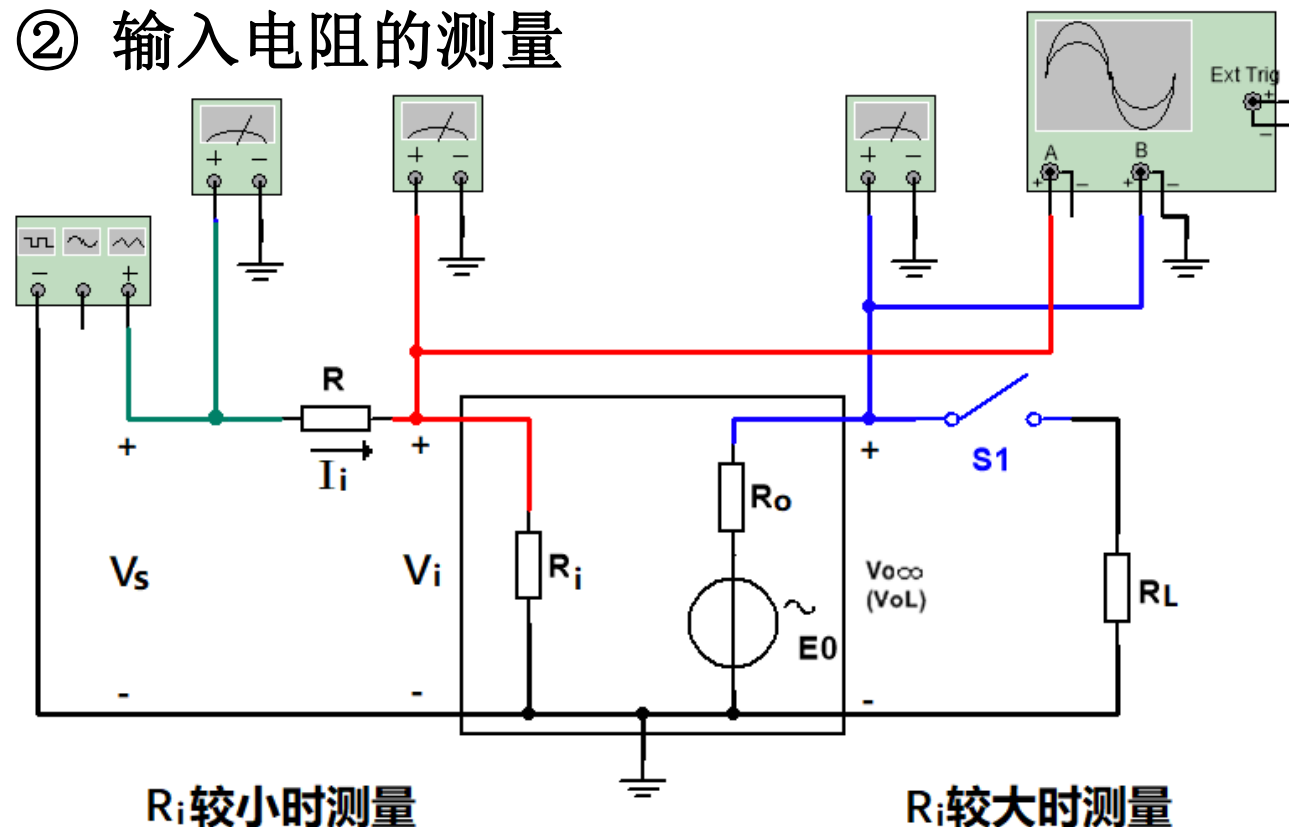 ② 输入电阻的测量
Ext Trig
+
−
+ −
+ −
+ −
A
B
+ −
+ −
− +
R
Ii
+
+
+
S1
Ro
Vs
Vi
Ri
Vo∞
(VoL)
RL
E0
-
-
-
Ri较小时测量
Ri较大时测量